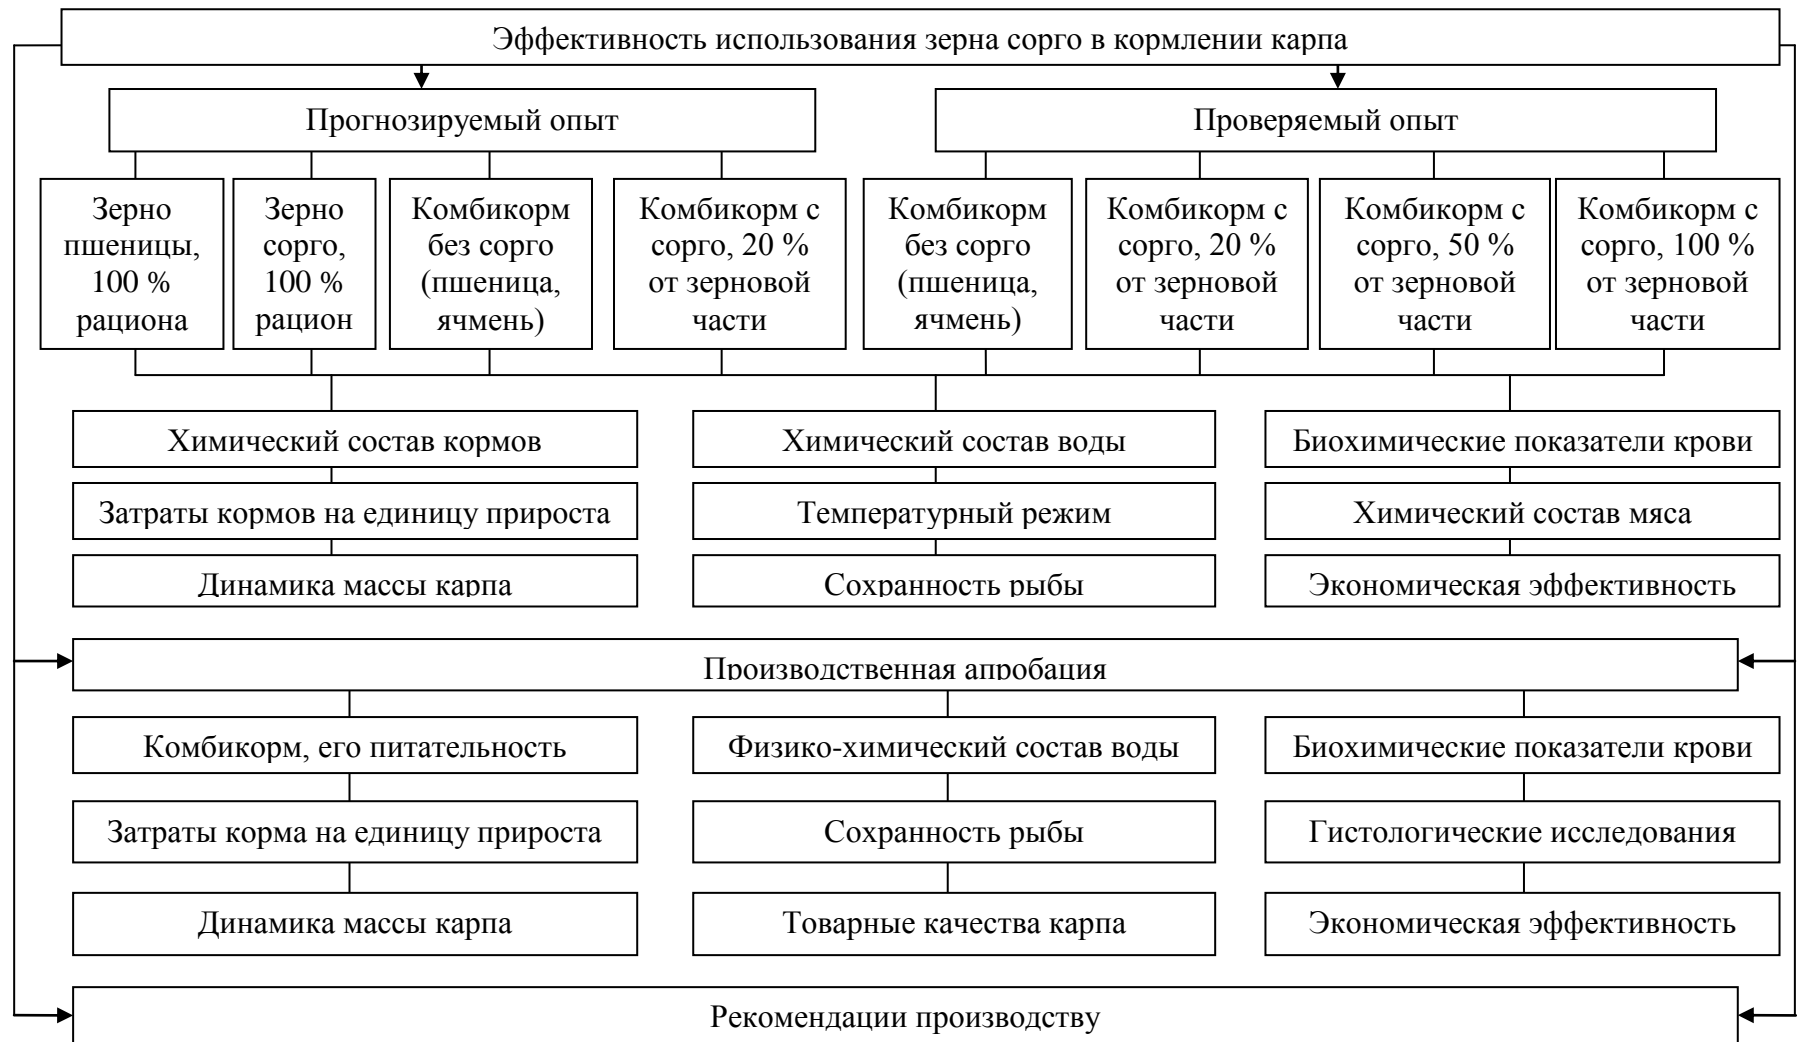 Эффективность использования зерна сорго в кормлении карпа
Прогнозируемый опыт
Проверяемый опыт
Зерно
пшеницы,
100 %
рациона
Зерно
сорго,
100 %
рацион
Комбикорм
без сорго
(пшеница,
ячмень)
Комбикорм с
сорго, 20 %
от зерновой
части
Комбикорм
без сорго
(пшеница,
ячмень)
Комбикорм с
сорго, 20 %
от зерновой
части
Комбикорм с
сорго, 50 %
от зерновой
части
Комбикорм с
сорго, 100 %
от зерновой
части
Химический состав кормов
Химический состав воды
Биохимические показатели крови
Затраты кормов на единицу прироста
Температурный режим
Химический состав мяса
Динамика массы карпа
Сохранность рыбы
Экономическая эффективность
Производственная апробация
Комбикорм, его питательность
Физико-химический состав воды
Биохимические показатели крови
Затраты корма на единицу прироста
Сохранность рыбы
Гистологические исследования
Динамика массы карпа
Товарные качества карпа
Экономическая эффективность
Рекомендации производству